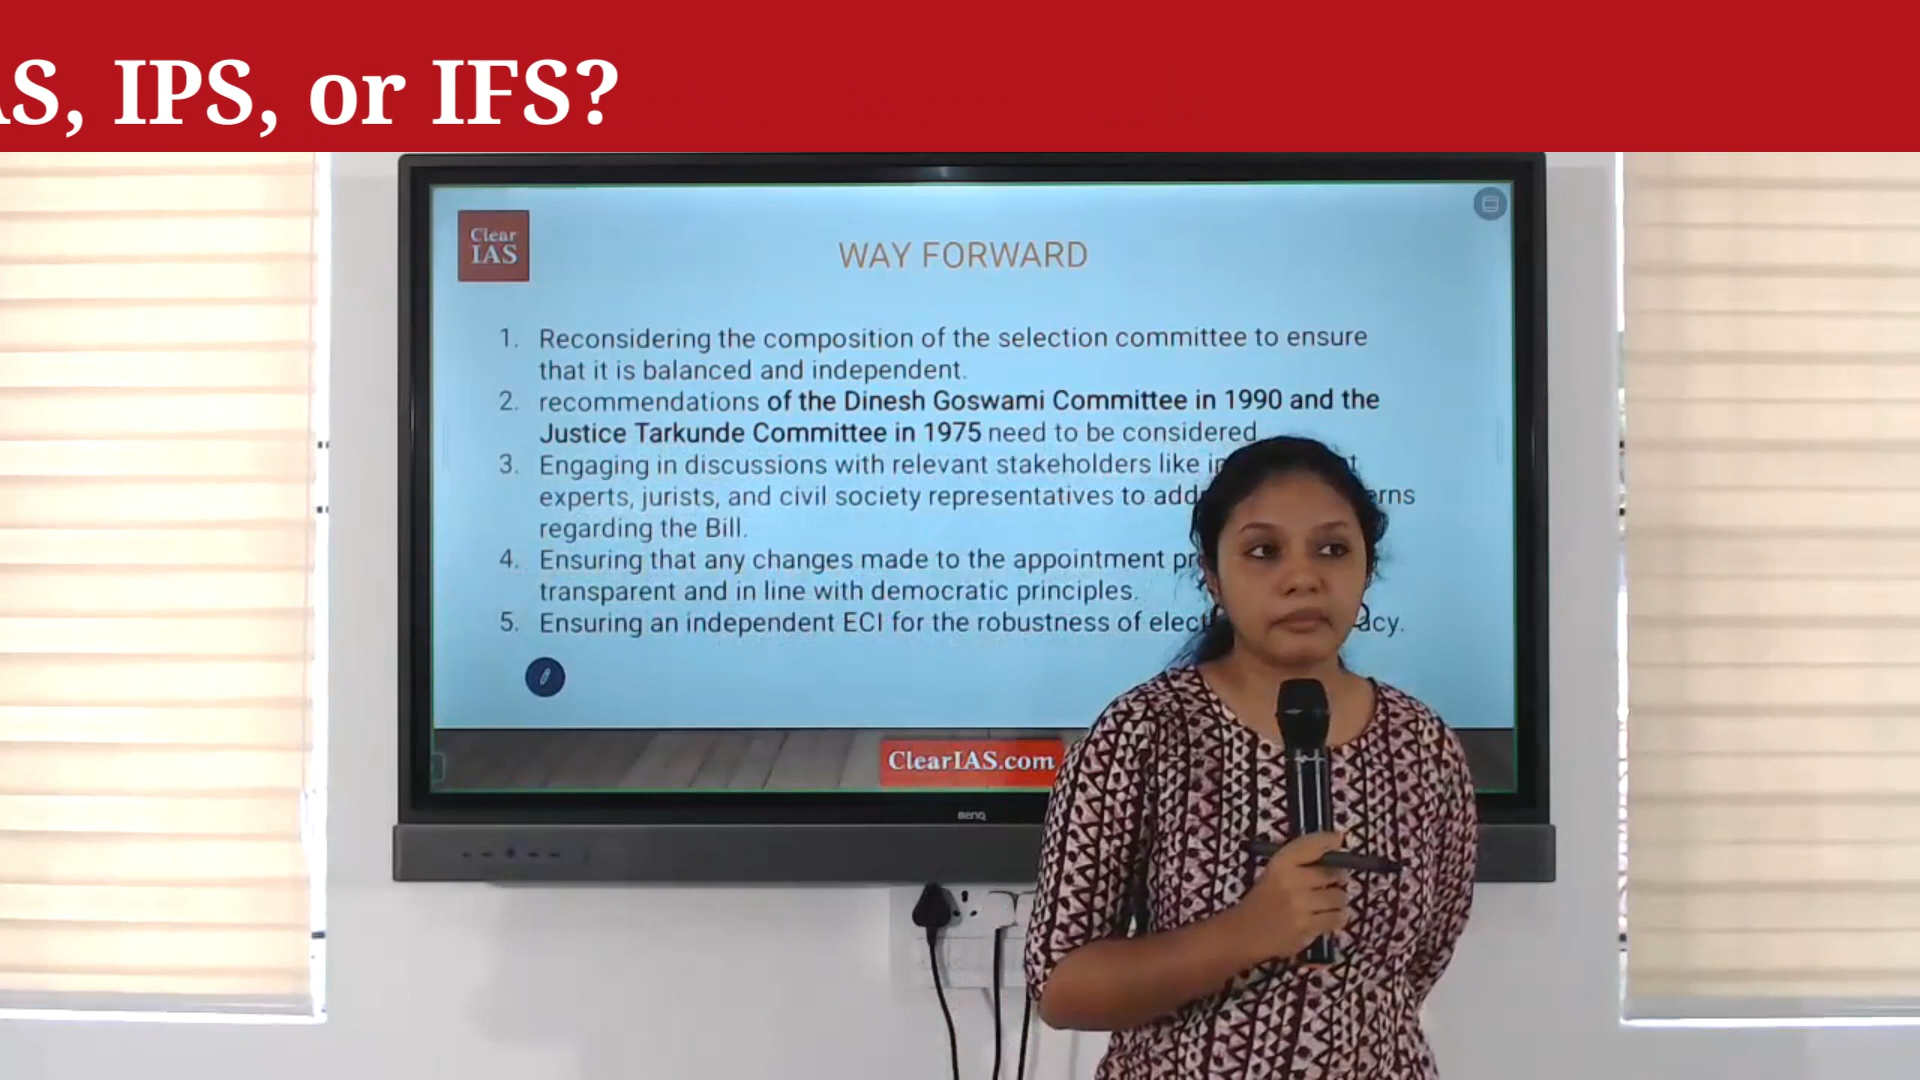 S, IPS, or IFS?
Clear
IAS
WAY FORWARD
1. Reconsidering the composition of the selection committee to ensure
that it is balanced and independent.
2. recommendations of the Dinesh Goswami Committee in 1990 and the
Justice Tarkunde Committee in 1975 need to be considered
3. Engaging in discussions with relevant stakeholders like
experts, jurists, and civil society representatives to
regarding the Bill.
4. Ensuring that any changes made to the appointment
transparent and in line with democratic principles.
5. Ensuring an independent ECI for the robustness of
ClearIAS.com
BenQ